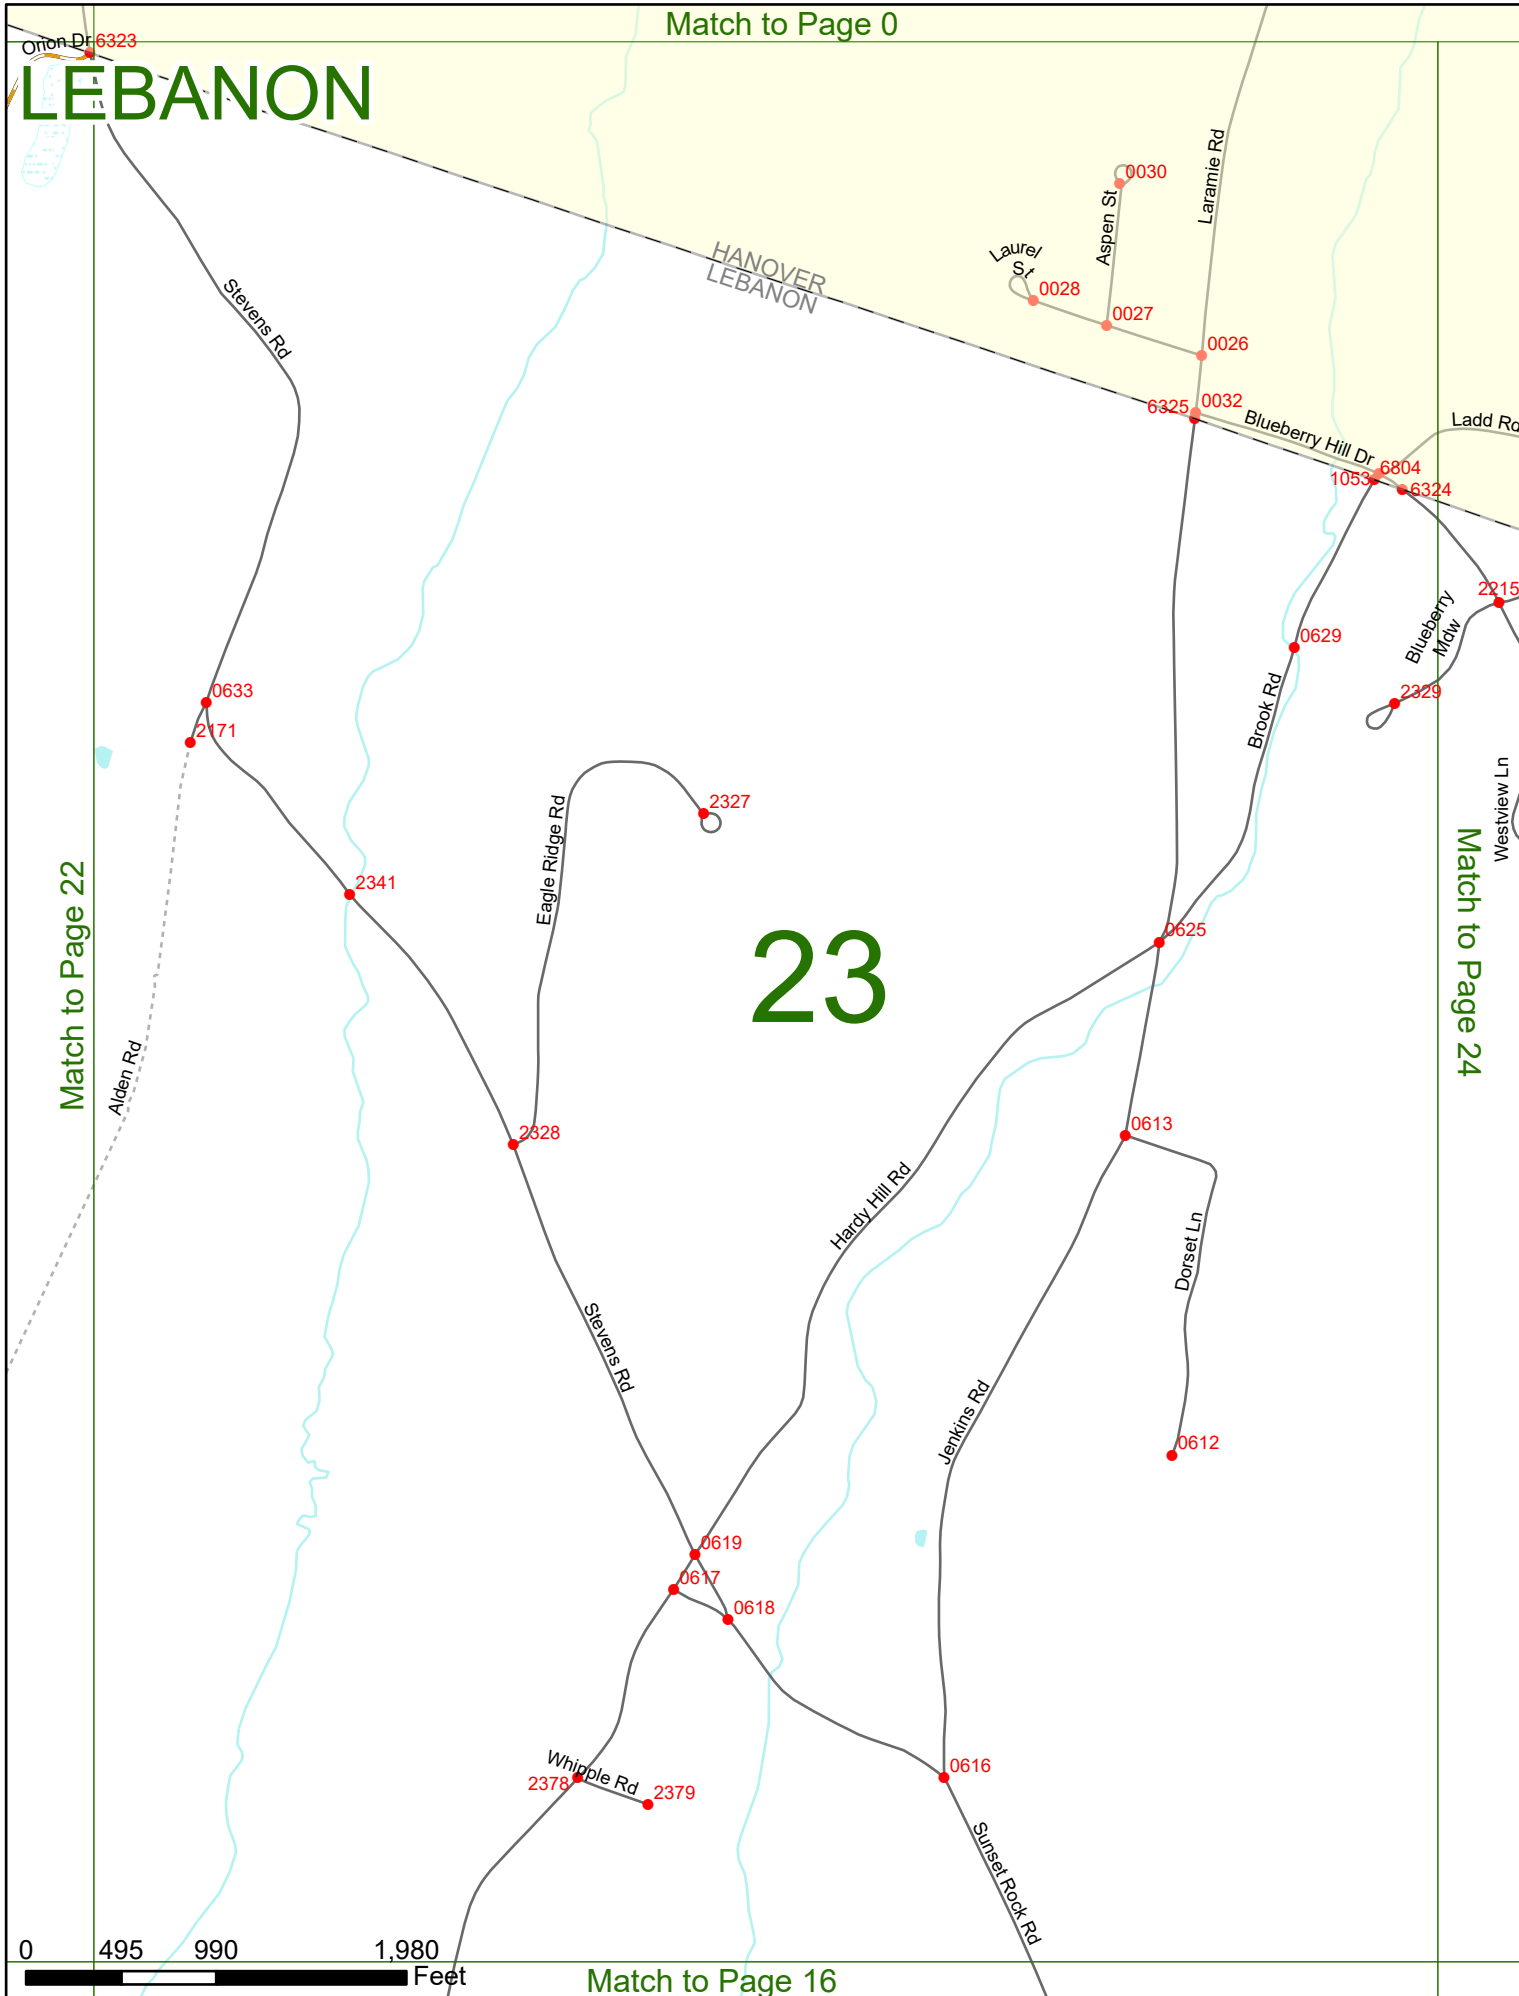 Match to Page 0
Orion Dr
6323
LEBANON
Laramie Rd
0030
Aspen St
Laurel
St
HANOVER
LEBANON
0028
0027
0026
Stevens Rd
0032
6325
Blueberry Hill Dr
Ladd Rd
6804
1053
6324
2215
Blueberry
Mdw
0629
2329
Brook Rd
0633
2171
2327
Westview Ln
Eagle Ridge Rd
Match to Page 22
Match to Page 24
2341
23
0625
Alden Rd
2328
0613
Hardy Hill Rd
Dorset Ln
Stevens Rd
Jenkins Rd
0612
0619
0617
0618
Whipple Rd
2378
2379
0616
Sunset Rock Rd
0 495 990 1,980
Feet
Match to Page 16